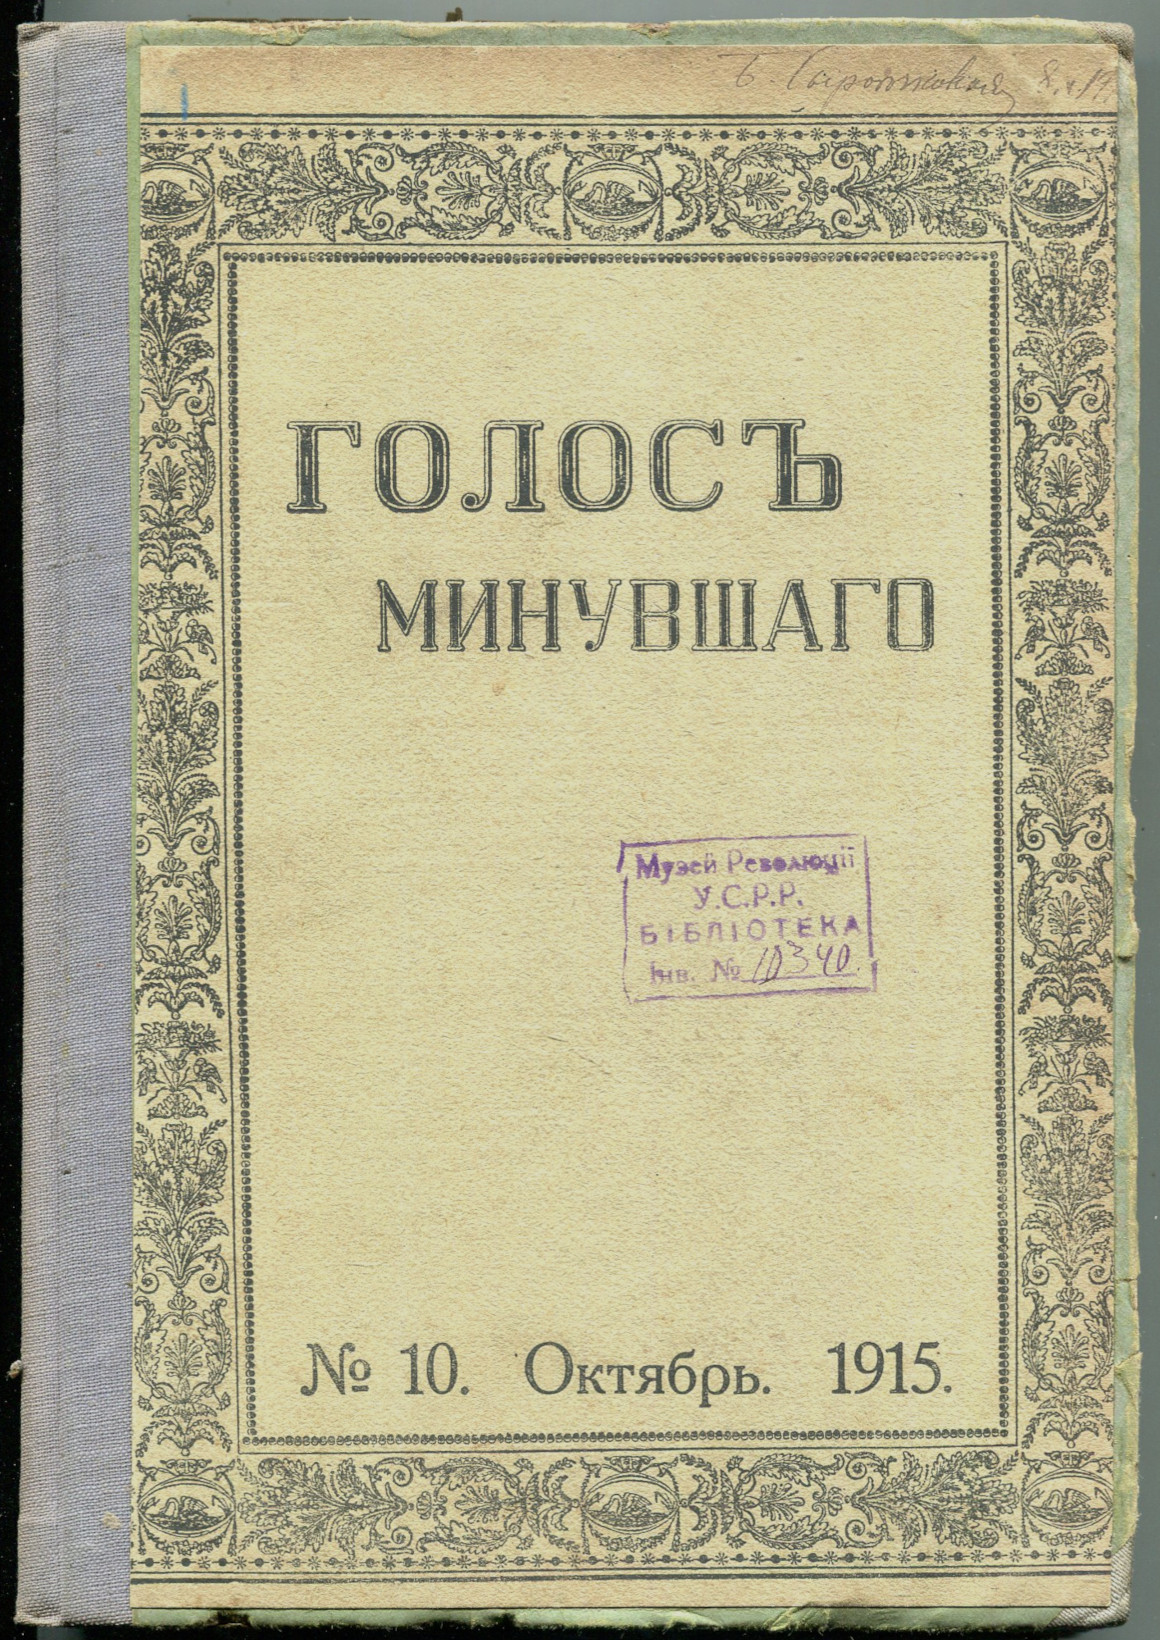 ГОЛОСЪ
МИНУВШАГО
Музей Революції
У.С.Р.Р.
БІБЛІОТЕКА
Інв. № 10340.
№ 10. Октябрь. 1915.